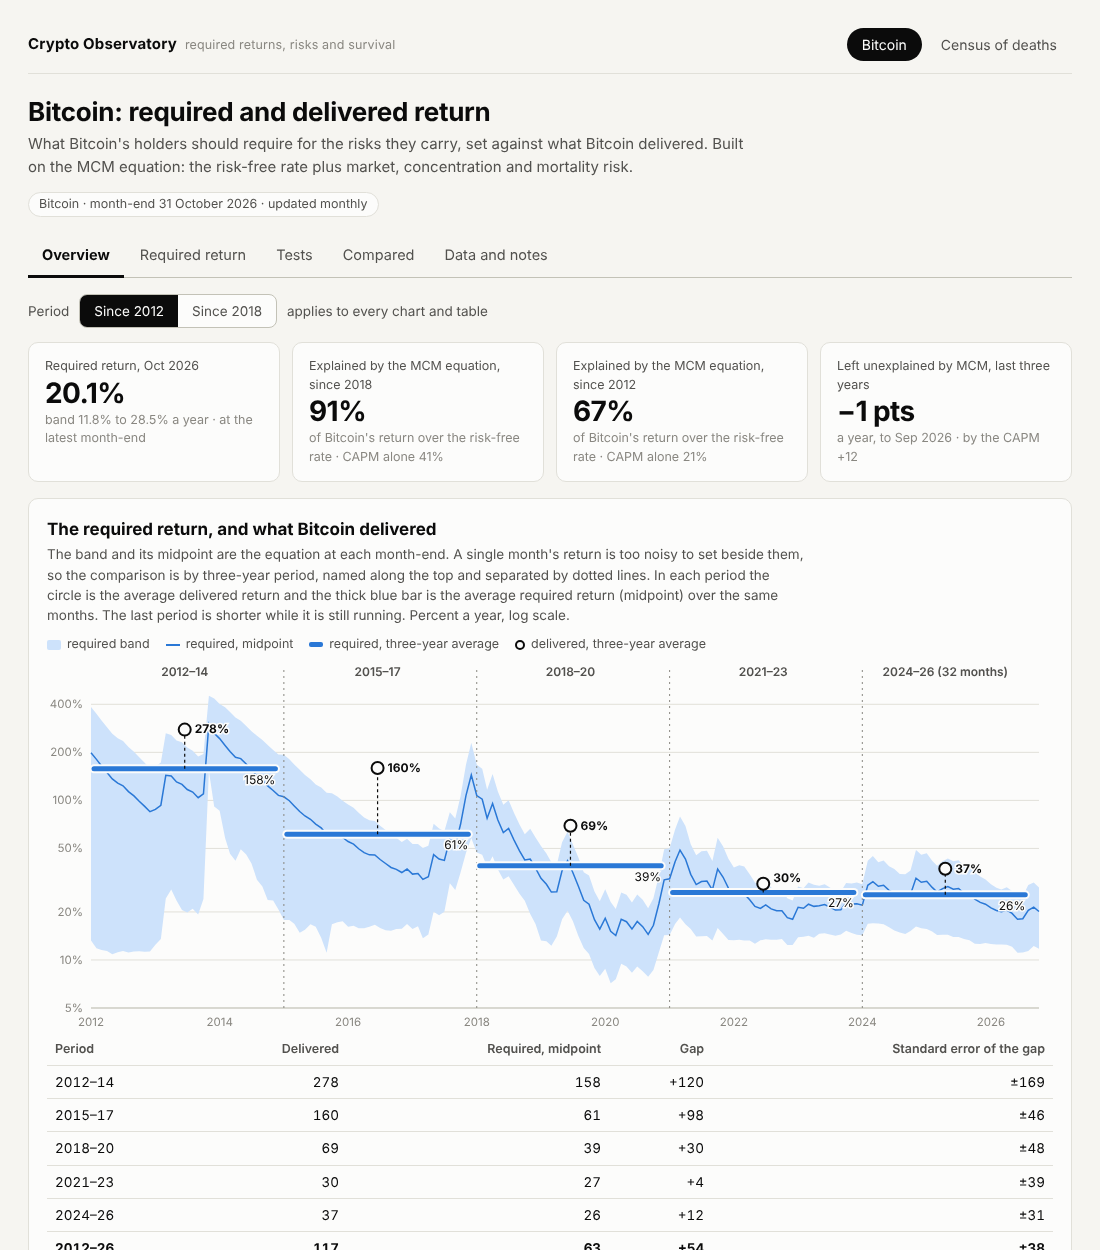 Crypto Observatory required returns, risks and survival
Bitcoin
Census of deaths
Bitcoin: required and delivered return
What Bitcoin's holders should require for the risks they carry, set against what Bitcoin delivered. Built
on the MCM equation: the risk-free rate plus market, concentration and mortality risk.
Bitcoin · month-end 31 October 2026 · updated monthly
Overview Required return Tests Compared Data and notes
Period Since 2012 Since 2018 applies to every chart and table
Required return, Oct 2026
20.1%
band 11.8% to 28.5% a year · at the
latest month-end
Explained by the MCM equation,
since 2018
91%
of Bitcoin's return over the risk-free
rate · CAPM alone 41%
Explained by the MCM equation,
since 2012
67%
of Bitcoin's return over the risk-free
rate · CAPM alone 21%
Left unexplained by MCM, last three
years
−1 pts
a year, to Sep 2026 · by the CAPM
+12
The required return, and what Bitcoin delivered
The band and its midpoint are the equation at each month-end. A single month's return is too noisy to set beside them,
so the comparison is by three-year period, named along the top and separated by dotted lines. In each period the
circle is the average delivered return and the thick blue bar is the average required return (midpoint) over the same
months. The last period is shorter while it is still running. Percent a year, log scale.
required band required, midpoint required, three-year average delivered, three-year average
2012–14 2015–17 2018–20 2021–23 2024–26 (32 months)
400%
200%
100%
50%
20%
10%
5%
278%
158%
160%
61%
69%
39%
30%
27%
37%
26%
2012 2014 2016 2018 2020 2022 2024 2026
Period Delivered Required, midpoint Gap Standard error of the gap
2012–14 278 158 +120 ±169
2015–17 160 61 +98 ±46
2018–20 69 39 +30 ±48
2021–23 30 27 +4 ±39
2024–26 37 26 +12 ±31
2012–26 117 63 +54 ±38